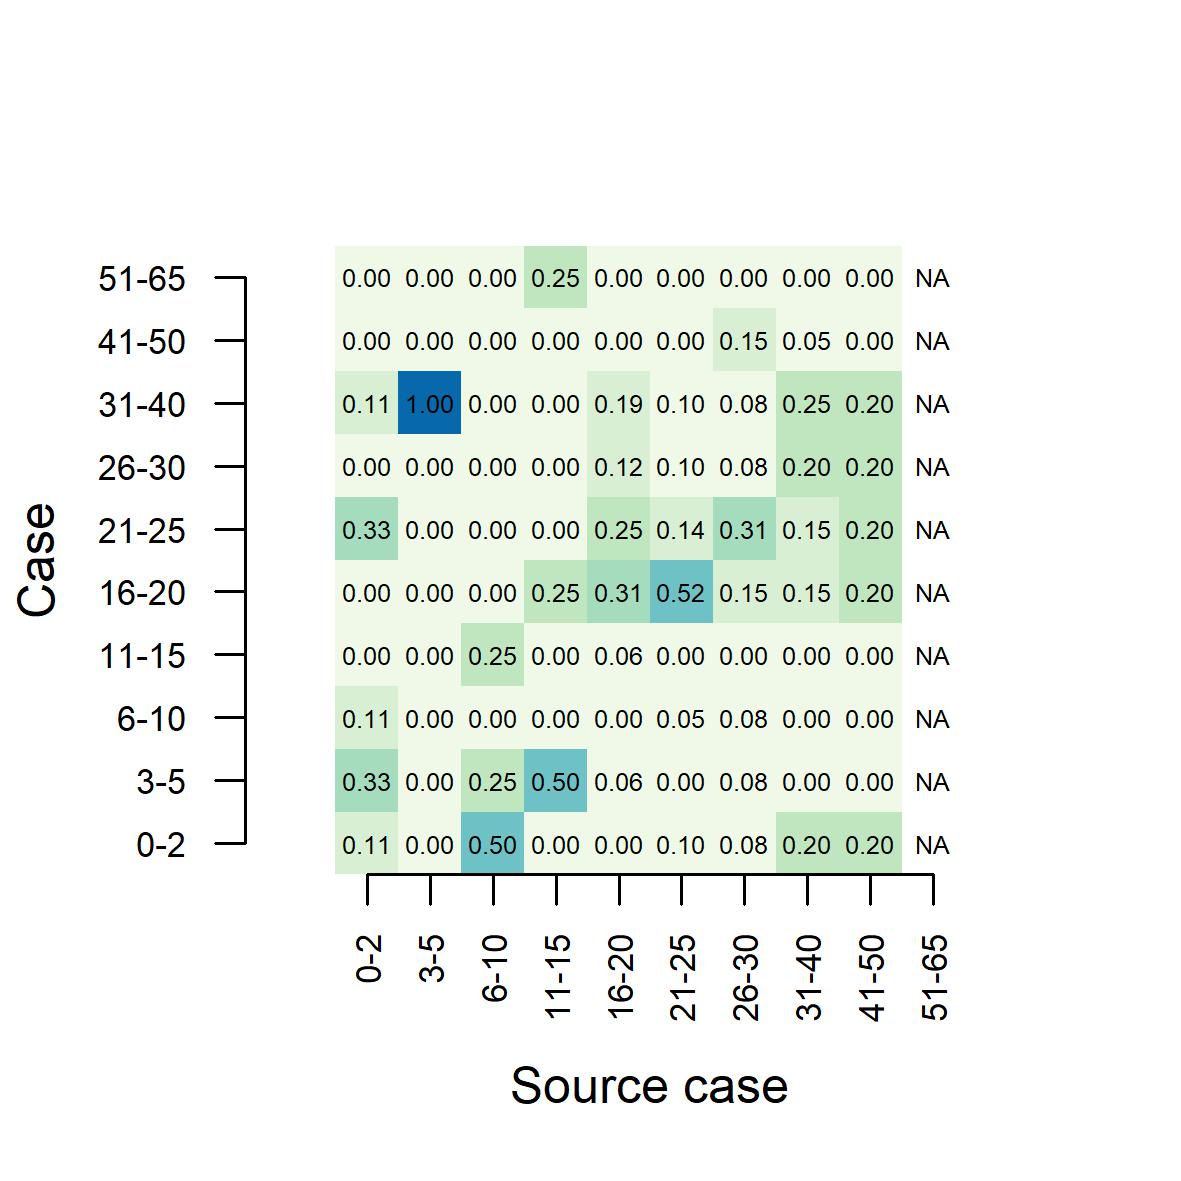 51-65 0.00 0.00 0.00 0.25 0.00 0.00 0.00 0.00 0.00 NA
41-50 0.00 0.00 0.00 0.00 0.00 0.00 0.15 0.05 0.00 NA
31-40 0.11 1.00 0.00 0.00 0.19 0.10 0.08 0.25 0.20 NA
26-30 0.00 0.00 0.00 0.00 0.12 0.10 0.08 0.20 0.20 NA
21-25 0.33 0.00 0.00 0.00 0.25 0.14 0.31 0.15 0.20 NA
16-20 0.00 0.00 0.00 0.25 0.31 0.52 0.15 0.15 0.20 NA
11-15 0.00 0.00 0.25 0.00 0.06 0.00 0.00 0.00 0.00 NA
6-10 0.11 0.00 0.00 0.00 0.00 0.05 0.08 0.00 0.00 NA
3-5 0.33 0.00 0.25 0.50 0.06 0.00 0.08 0.00 0.00 NA
0-2 0.11 0.00 0.50 0.00 0.00 0.10 0.08 0.20 0.20 NA
Case
0-2 3-5 6-10 11-15 16-20 21-25 26-30 31-40 41-50 51-65
Source case